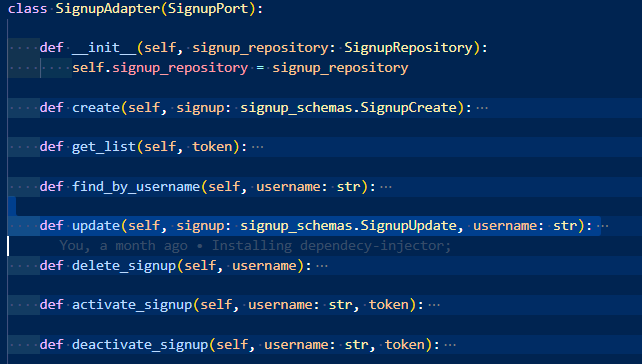 class SignupAdapter(SignupPort):
def __init__(self, signup_repository: SignupRepository):
self.signup_repository = signup_repository
def create(self, signup: signup_schemas.SignupCreate):···
def get_list(self, token):···
def find_by_username(self, username: str):···
def update(self, signup: signup_schemas.SignupUpdate, username: str):···
You, a month ago • Installing dependecy-injector;
def delete_signup(self, username):···
def activate_signup(self, username: str, token):···
def deactivate_signup(self, username: str, token):···